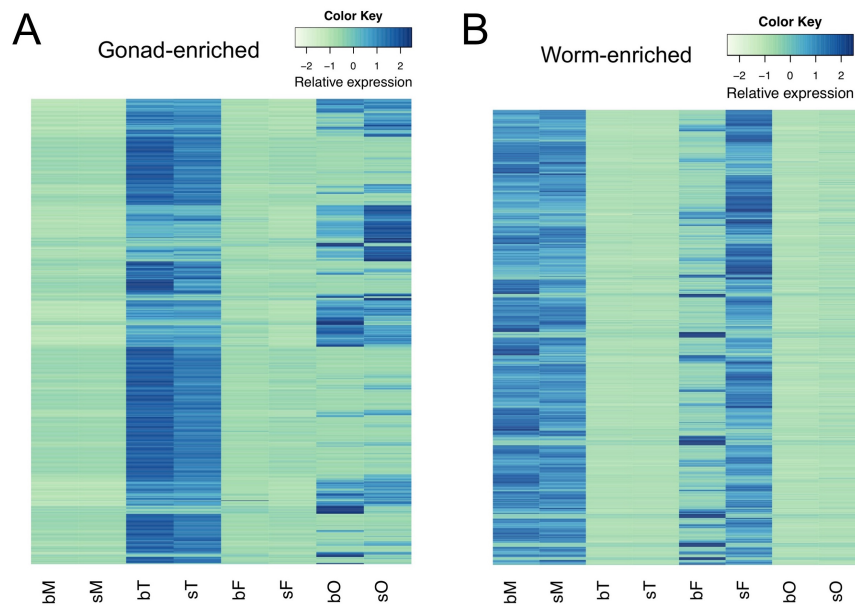 A
Gonad-enriched
Color Key
−2 −1 0 1 2
Relative expression
bM sM bT sT bF sF bO sO
B
Worm-enriched
Color Key
−2 −1 0 1 2
Relative expression
bM sM bT sT bF sF bO sO